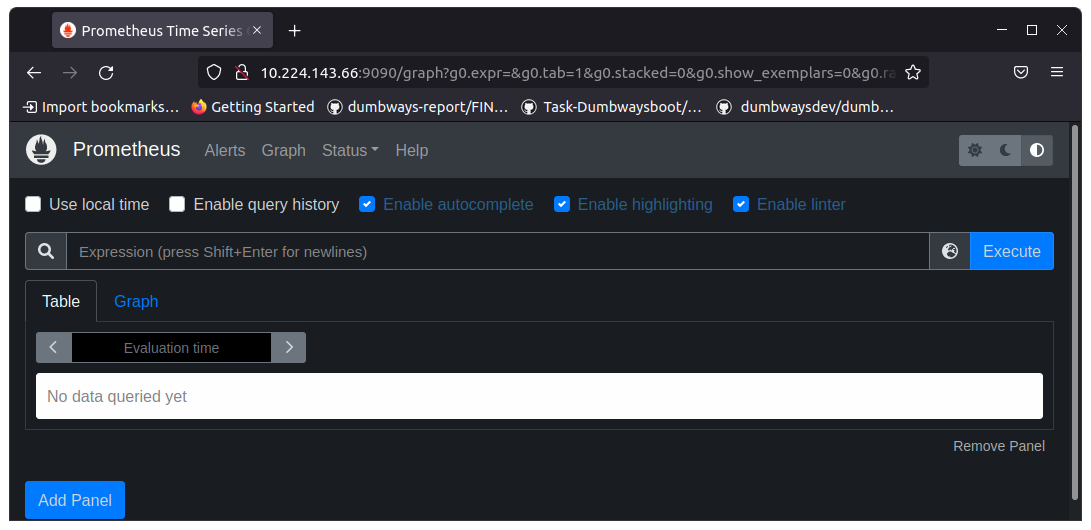 Prometheus Time Series
10.224.143.66:9090/graph?g0.expr=&g0.tab=1&g0.stacked=0&g0.show_exemplars=0&g0.ra
Import bookmarks… Getting Started dumbways-report/FIN… Task-Dumbwaysboot/… dumbwaysdev/dumb…
Prometheus Alerts Graph Status Help
Use local time Enable query history Enable autocomplete Enable highlighting Enable linter
Expression (press Shift+Enter for newlines) Execute
Table Graph
Evaluation time
No data queried yet
Remove Panel
Add Panel